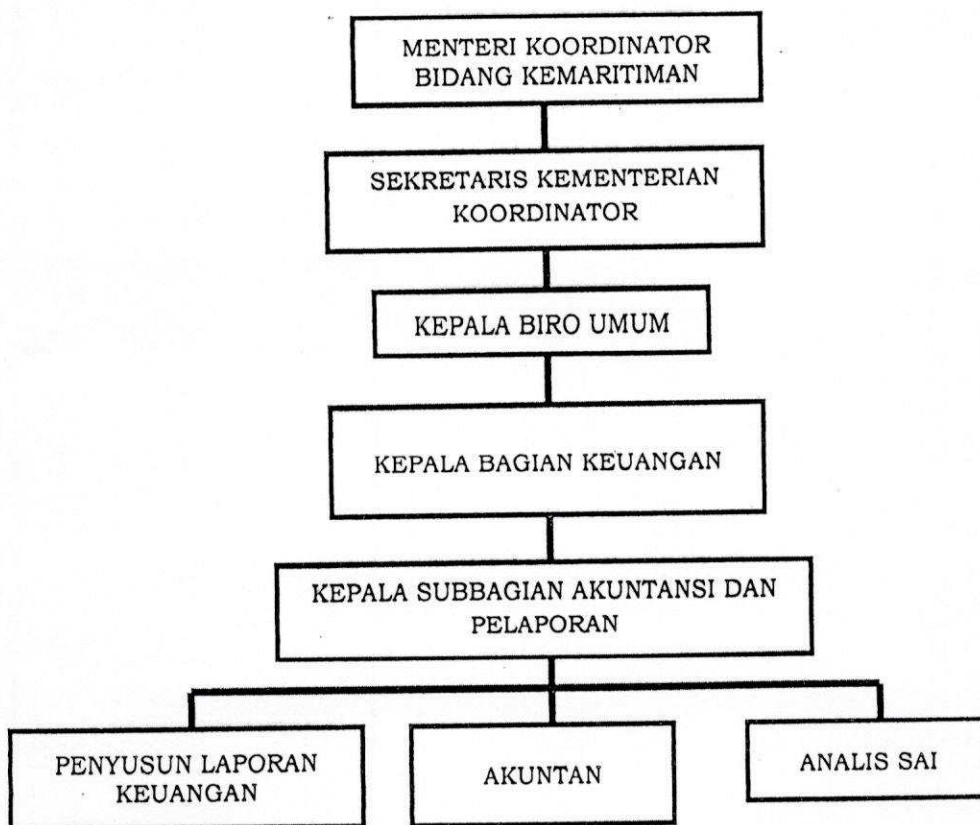 MENTERI KOORDINATOR
BIDANG KEMARITIMAN
SEKRETARIS KEMENTERIAN
KOORDINATOR
KEPALA BIRO UMUM
KEPALA BAGIAN KEUANGAN
KEPALA SUBBAGIAN AKUNTANSI DAN
PELAPORAN
PENYUSUN LAPORAN
KEUANGAN
AKUNTAN
ANALIS SAI